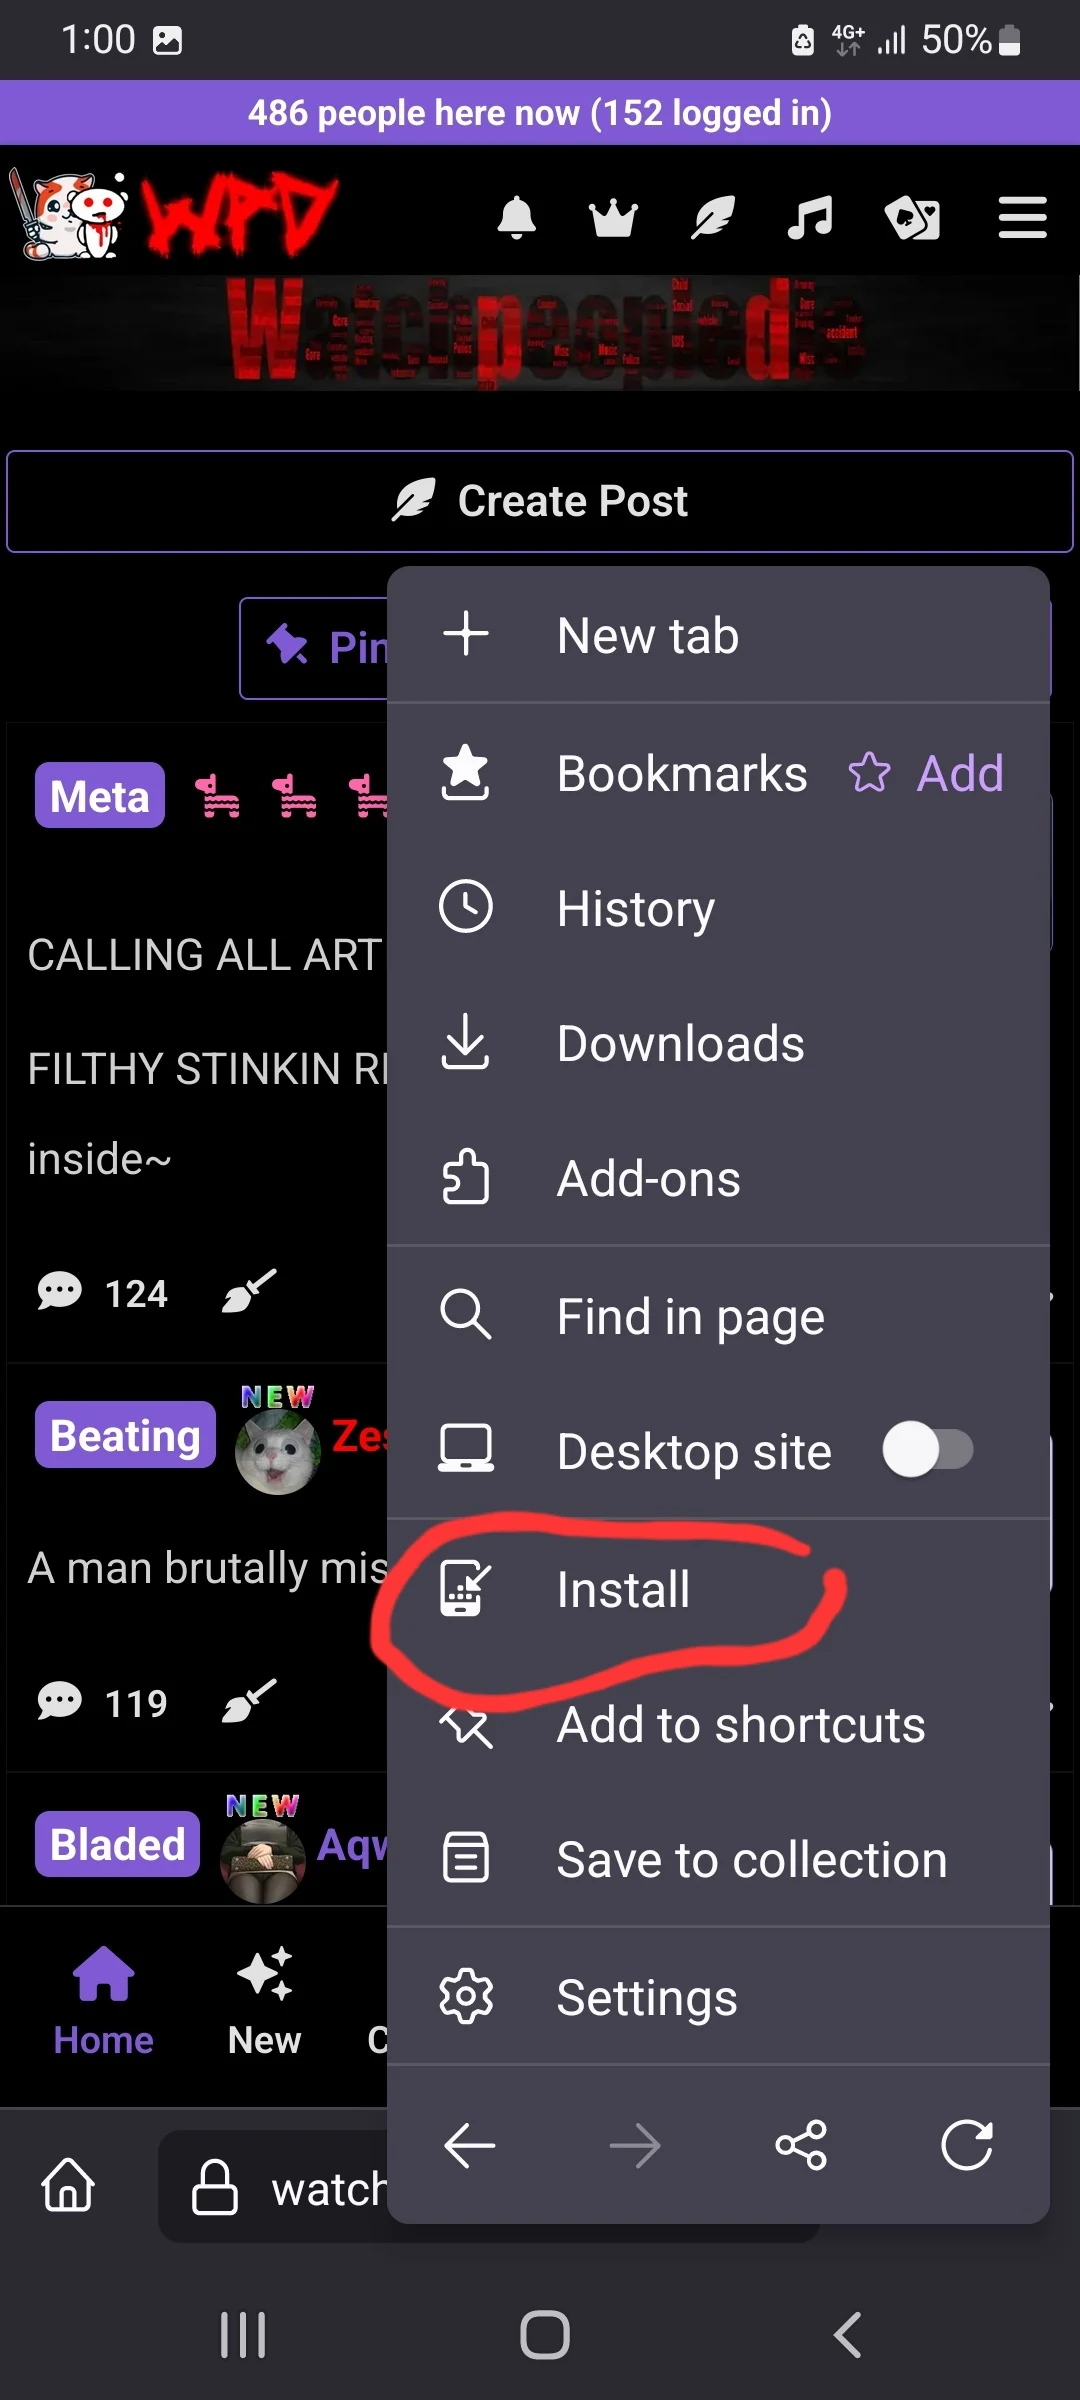 1:00
4G+
50%
486 people here now (152 logged in)
WPD
Watchpeopledie
Create Post
Pin
New tab
Meta
Bookmarks
Add
History
CALLING ALL ART
Downloads
FILTHY STINKIN
inside~
Add-ons
124
Find in page
NEW
Beating
Zes
Desktop site
A man brutally mis
Install
119
Add to shortcuts
NEW
Bladed
Aqw
Save to collection
Settings
Home
New
C
watch